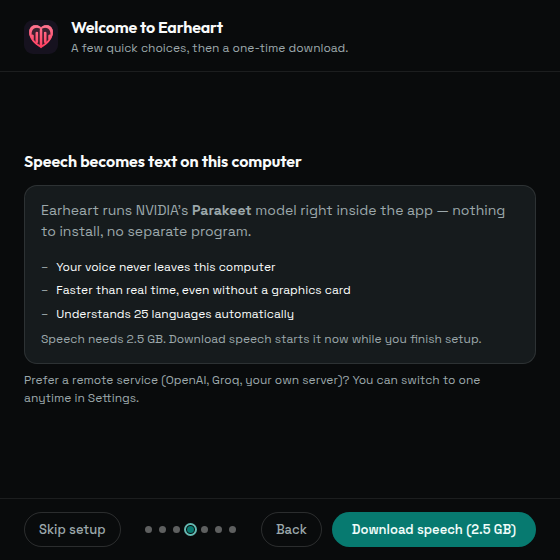 Welcome to Earheart
A few quick choices, then a one-time download.
Speech becomes text on this computer
Earheart runs NVIDIA's Parakeet model right inside the app — nothing
to install, no separate program.
– Your voice never leaves this computer
– Faster than real time, even without a graphics card
– Understands 25 languages automatically
Speech needs 2.5 GB. Download speech starts it now while you finish setup.
Prefer a remote service (OpenAI, Groq, your own server)? You can switch to one
anytime in Settings.
Skip setup
Back
Download speech (2.5 GB)